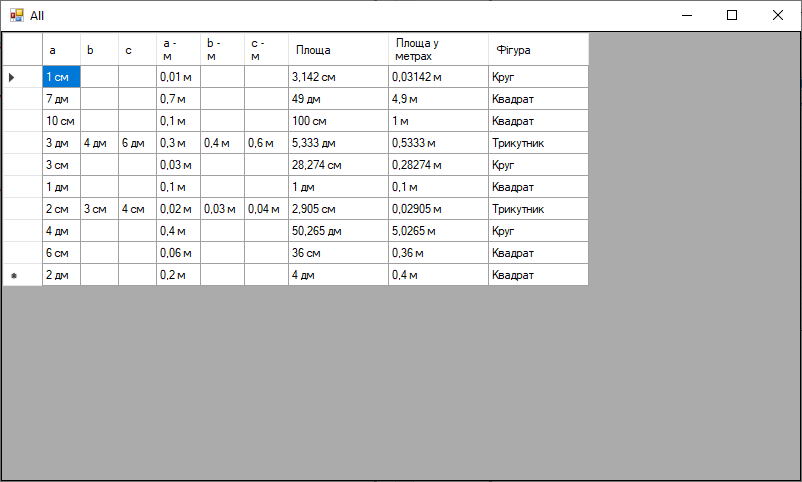 All
a b c a - м b - м c - м Площа Площа у метрах Фігура
1 см 0,01 м 3,142 см 0,03142 м Круг
7 дм 0,7 м 49 дм 4,9 м Квадрат
10 см 0,1 м 100 см 1 м Квадрат
3 дм 4 дм 6 дм 0,3 м 0,4 м 0,6 м 5,333 дм 0,5333 м Трикутник
3 см 0,03 м 28,274 см 0,28274 м Круг
1 дм 0,1 м 1 дм 0,1 м Квадрат
2 см 3 см 4 см 0,02 м 0,03 м 0,04 м 2,905 см 0,02905 м Трикутник
4 дм 0,4 м 50,265 дм 5,0265 м Круг
6 см 0,06 м 36 см 0,36 м Квадрат
2 дм 0,2 м 4 дм 0,4 м Квадрат